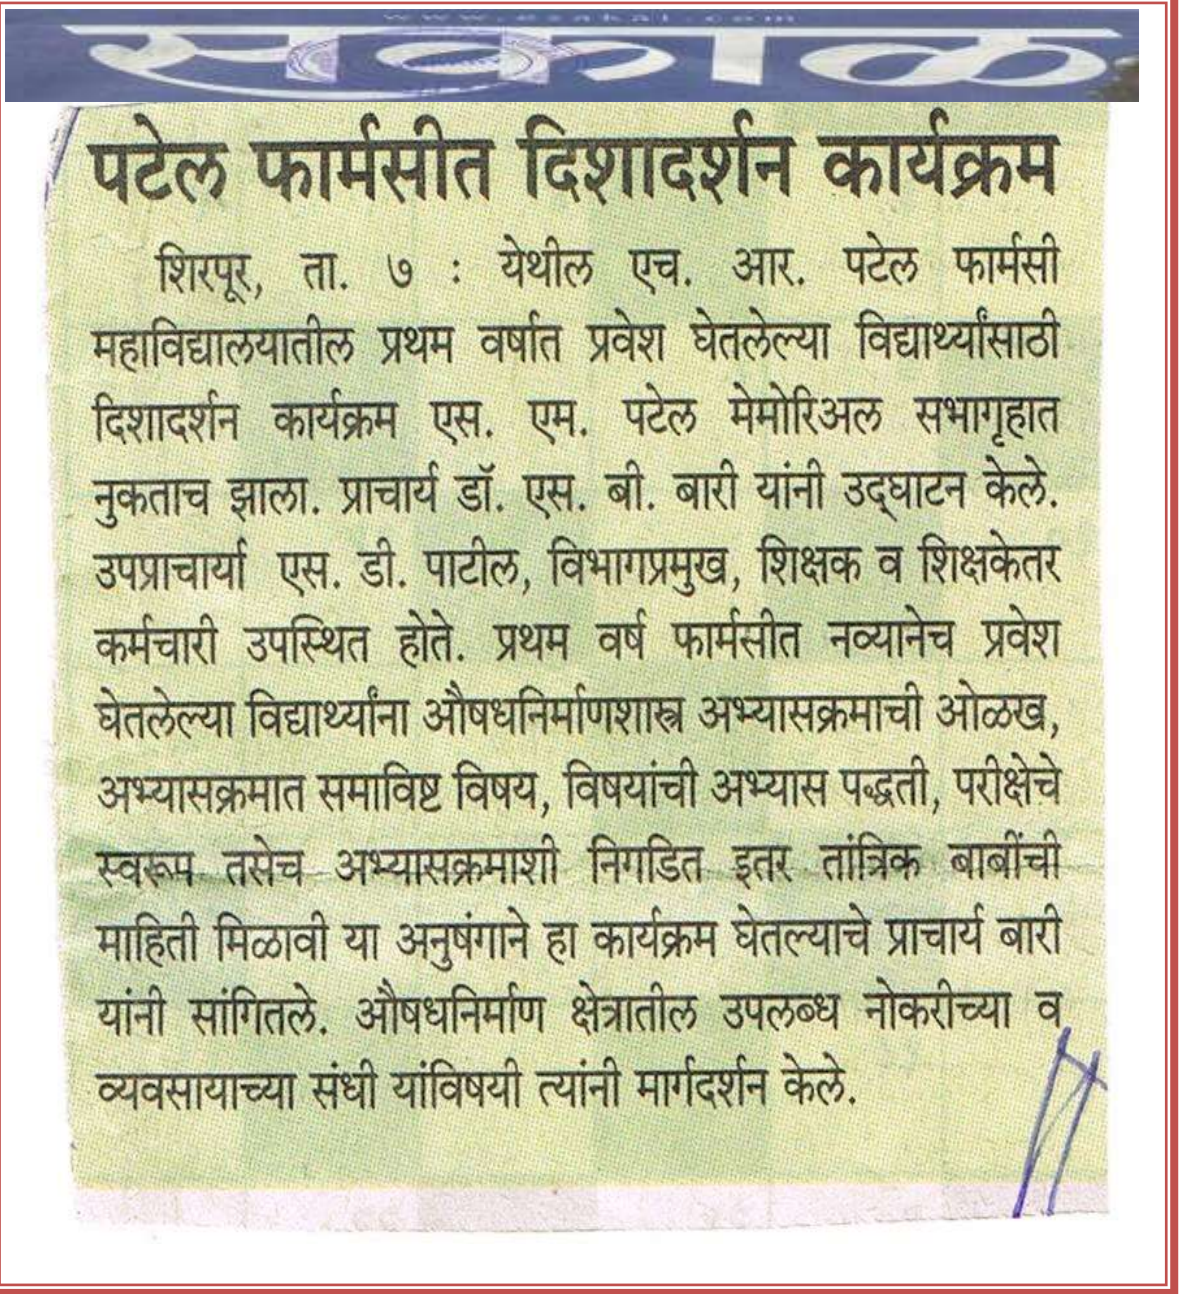 www.esakal.com
सकाळ
पटेल फार्मसीत दिशादर्शन कार्यक्रम
शिरपूर, ता. ७ : येथील एच. आर. पटेल फार्मसी
महाविद्यालयातील प्रथम वर्षात प्रवेश घेतलेल्या विद्यार्थ्यांसाठी
दिशादर्शन कार्यक्रम एस. एम. पटेल मेमोरिअल सभागृहात
नुकताच झाला. प्राचार्य डॉ. एस. बी. बारी यांनी उद्‌घाटन केले.
उपप्राचार्या एस. डी. पाटील, विभागप्रमुख, शिक्षक व शिक्षकेतर
कर्मचारी उपस्थित होते. प्रथम वर्ष फार्मसीत नव्यानेच प्रवेश
घेतलेल्या विद्यार्थ्यांना औषधनिर्माणशास्त्र अभ्यासक्रमाची ओळख,
अभ्यासक्रमात समाविष्ट विषय, विषयांची अभ्यास पद्धती, परीक्षेचे
स्वरूप तसेच अभ्यासक्रमाशी निगडित इतर तांत्रिक बाबींची
माहिती मिळावी या अनुषंगाने हा कार्यक्रम घेतल्याचे प्राचार्य बारी
यांनी सांगितले. औषधनिर्माण क्षेत्रातील उपलब्ध नोकरीच्या व
व्यवसायाच्या संधी यांविषयी त्यांनी मार्गदर्शन केले.